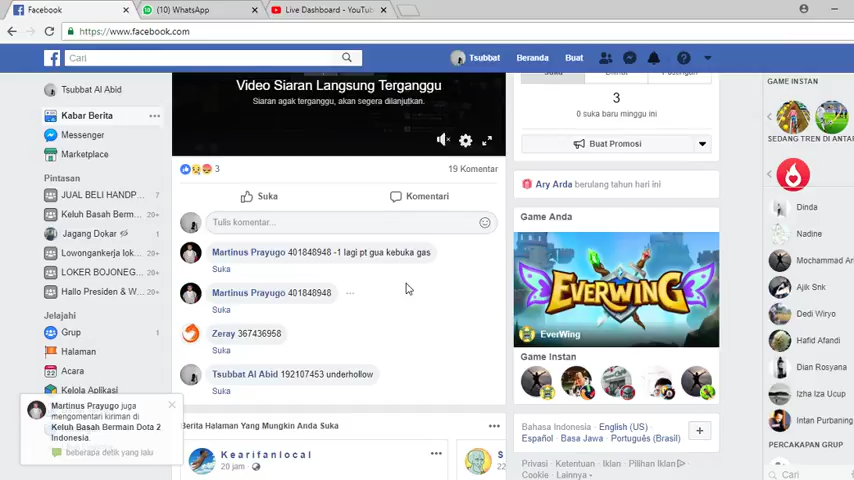 Facebook
(10) WhatsApp
Live Dashboard - YouTu
https://www.facebook.com
Cari
Tsubbat
Beranda
Buat
Tsubbat Al Abid
Kabar Berita
Messenger
Marketplace
Pintasan
JUAL BELI HANDP... 7
Keluh Basah Berm... 20+
Jagang Dokar
Lowongankerja lok... 20+
LOKER BOJONEG... 20+
Hallo Presiden & W... 20+
Jelajahi
Grup 1
Halaman
Acara
Kelola Aplikasi
Martinus Prayugo juga
mengomentari kiriman di
Keluh Basah Bermain Dota 2
Indonesia.
beberapa detik yang lalu
Video Siaran Langsung Terganggu
Siaran agak terganggu, akan segera dilanjutkan.
3
19 Komentar
Suka
Komentari
Tulis komentar...
Martinus Prayugo 401848948 -1 lagi pt gua kebuka gas
Suka
Martinus Prayugo 401848948
Suka
Zeray 367436958
Suka
Tsubbat Al Abid 192107453 underhollow
Suka
Berita Halaman Yang Mungkin Anda Suka
Kearifanlocal
20 jam
S
22
3
0 suka baru minggu ini
Buat Promosi
Ary Arda berulang tahun hari ini
Game Anda
EVERWING
EverWing
Game Instan
Bahasa Indonesia · English (US) ·
Español · Basa Jawa · Português (Brasil)
Privasi · Ketentuan · Iklan · Pilihan Iklan
Cookie · Lainnya
GAME INSTAN
SEDANG TREN DI ANTAR
Dinda
Nadine
Mochammad Ar
Ajik Snk
Dedi Wiryo
Hafid Afandi
Dian Rosyana
Izha Iza Ucup
Intan Purbaning
PERCAKAPAN GRUP
Cari